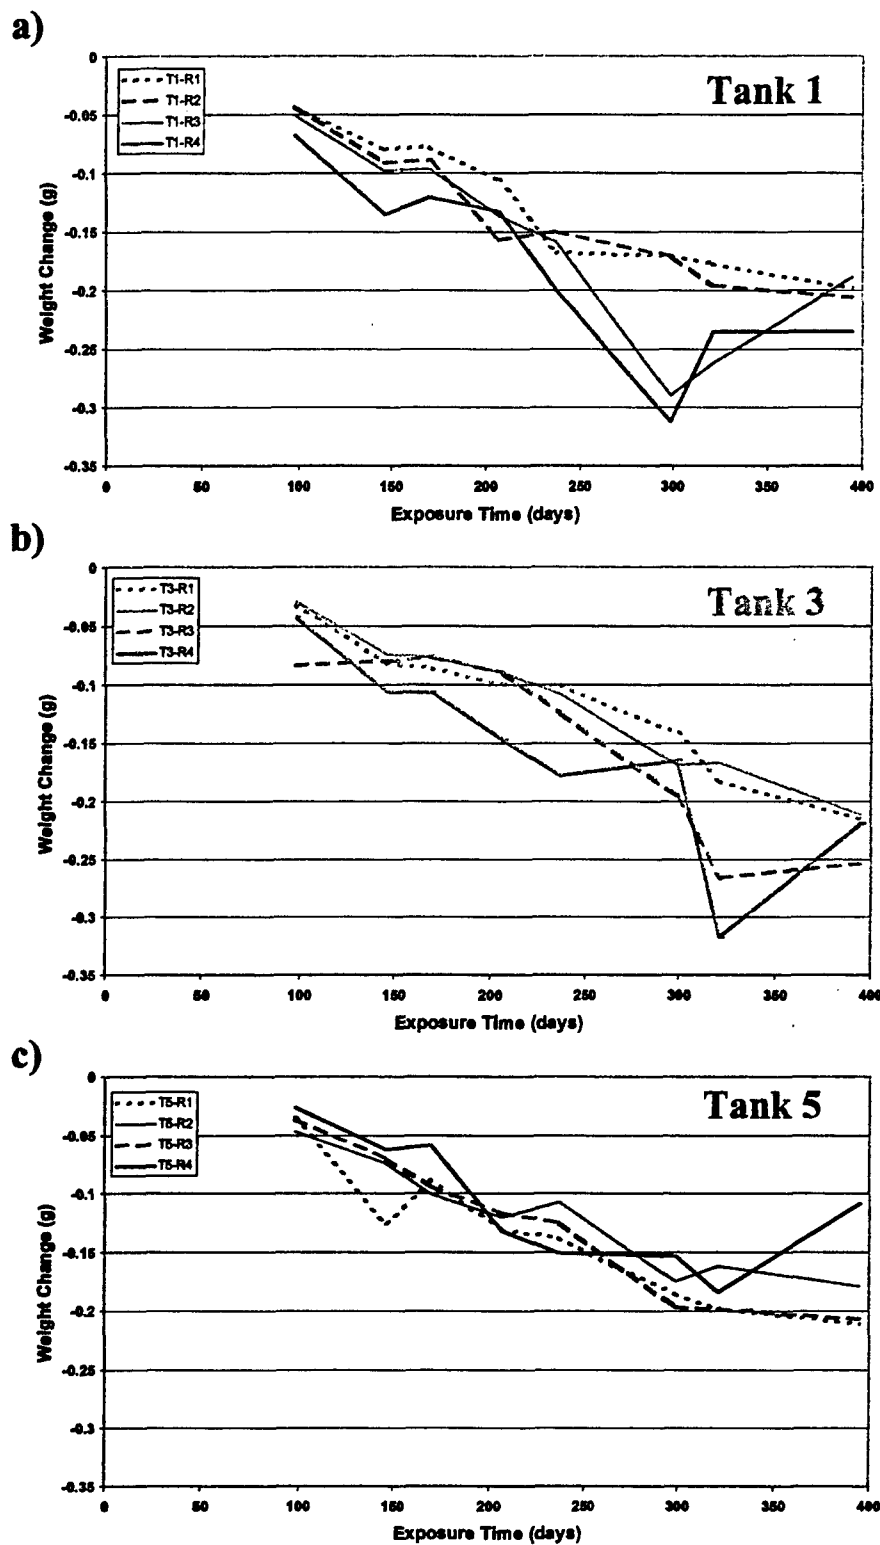 a)
Tank 1
T1-R1
T1-R2
T1-R3
T1-R4
0
-0.05
-0.1
-0.15
-0.2
-0.25
-0.3
-0.35
Weight Change (g)
0 50 100 150 200 250 300 350 400
Exposure Time (days)
b)
Tank 3
T3-R1
T3-R2
T3-R3
T3-R4
0
-0.05
-0.1
-0.15
-0.2
-0.25
-0.3
-0.35
Weight Change (g)
0 50 100 150 200 250 300 350 400
Exposure Time (days)
c)
Tank 5
T5-R1
T5-R2
T5-R3
T5-R4
0
-0.05
-0.1
-0.15
-0.2
-0.25
-0.3
-0.35
Weight Change (g)
0 50 100 150 200 250 300 350 400
Exposure Time (days)